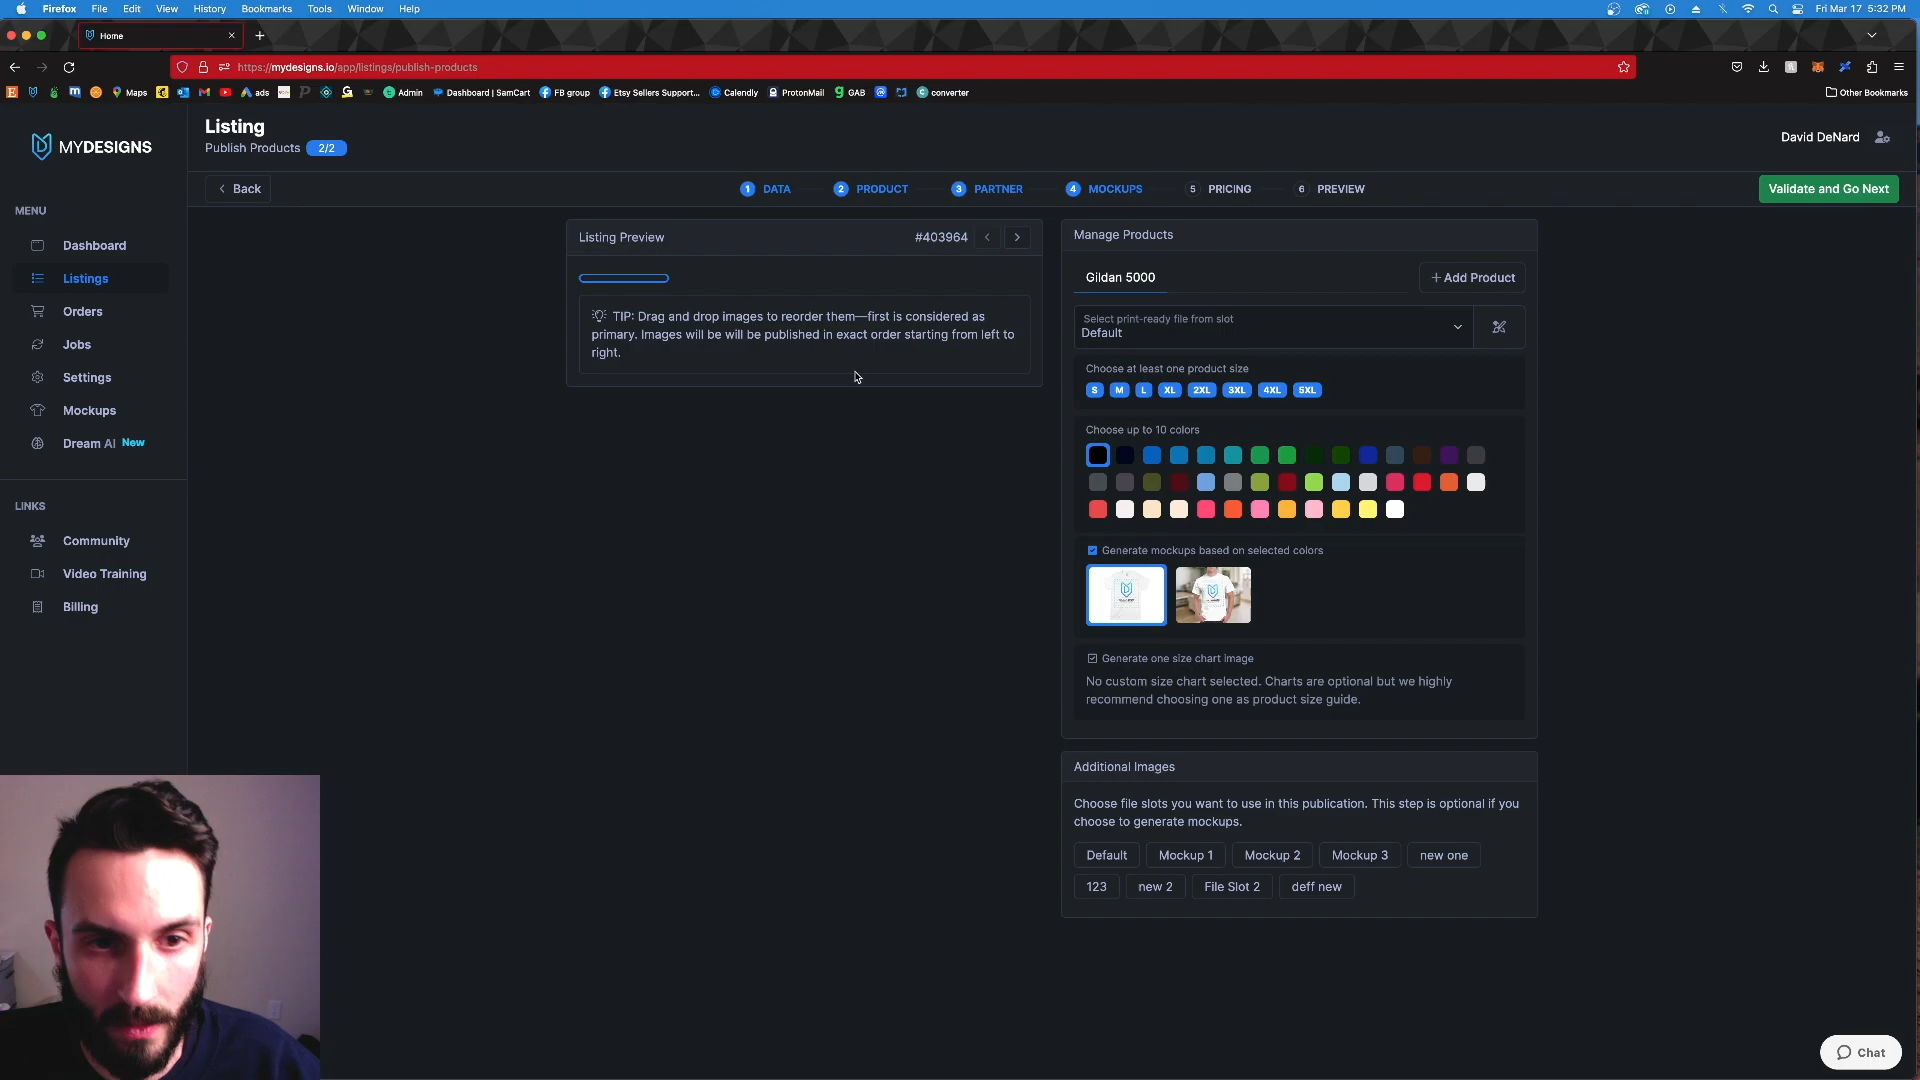 Firefox File Edit View History Bookmarks Tools Window Help
Fri Mar 17 5:32 PM
Home
https://mydesigns.io/app/listings/publish-products
Maps
ads
Admin
Dashboard | SamCart
FB group
Etsy Sellers Support...
Calendly
ProtonMail
GAB
converter
Other Bookmarks
MYDESIGNS
Listing
Publish Products 2/2
David DeNard
Back
1 DATA
2 PRODUCT
3 PARTNER
4 MOCKUPS
5 PRICING
6 PREVIEW
Validate and Go Next
MENU
Dashboard
Listings
Orders
Jobs
Settings
Mockups
Dream AI New
LINKS
Community
Video Training
Billing
Listing Preview
#403964
TIP: Drag and drop images to reorder them—first is considered as
primary. Images will be will be published in exact order starting from left to
right.
Manage Products
Gildan 5000
+ Add Product
Select print-ready file from slot
Default
Choose at least one product size
S M L XL 2XL 3XL 4XL 5XL
Choose up to 10 colors
Generate mockups based on selected colors
Generate one size chart image
No custom size chart selected. Charts are optional but we highly
recommend choosing one as product size guide.
Additional Images
Choose file slots you want to use in this publication. This step is optional if you
choose to generate mockups.
Default Mockup 1 Mockup 2 Mockup 3 new one
123 new 2 File Slot 2 deff new
Chat